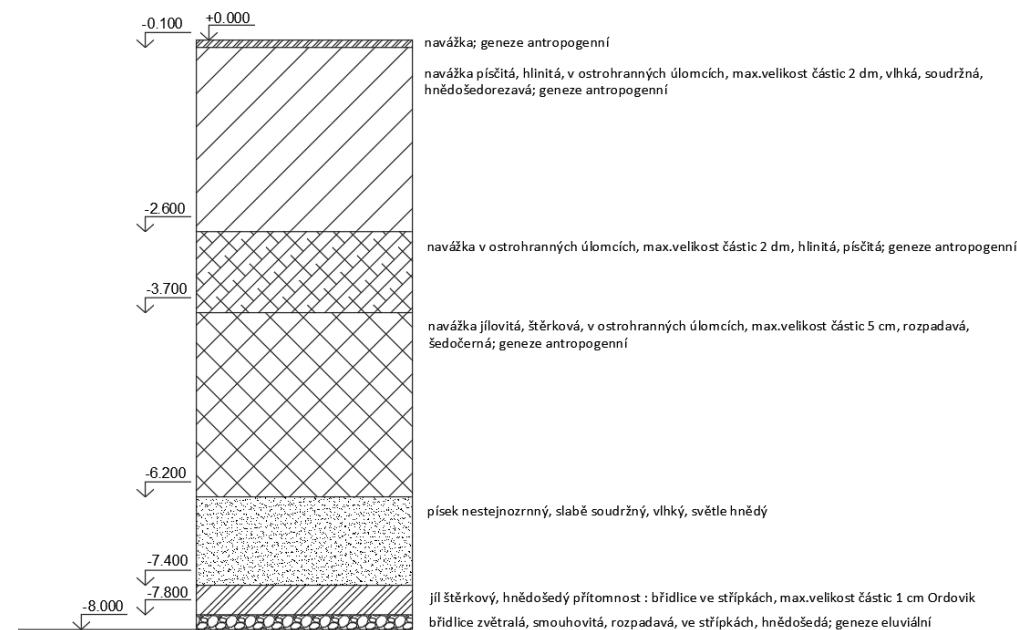 +0.000
-0.100
navážka; geneze antropogenní
navážka písčitá, hlinitá, v ostrohranných úlomcích, max.velikost částic 2 dm, vlhká, soudržná,
hnědošedorezavá; geneze antropogenní
-2.600
navážka v ostrohranných úlomcích, max.velikost částic 2 dm, hlinitá, písčitá; geneze antropogenní
-3.700
navážka jílovitá, štěrková, v ostrohranných úlomcích, max.velikost částic 5 cm, rozpadavá,
šedočerná; geneze antropogenní
-6.200
písek nestejnozrnný, slabě soudržný, vlhký, světle hnědý
-7.400
-7.800
jíl štěrkový, hnědošedý přítomnost : břidlice ve střípkách, max.velikost částic 1 cm Ordovik
-8.000
břidlice zvětralá, smouhovitá, rozpadavá, ve střípkách, hnědošedá; geneze eluviální